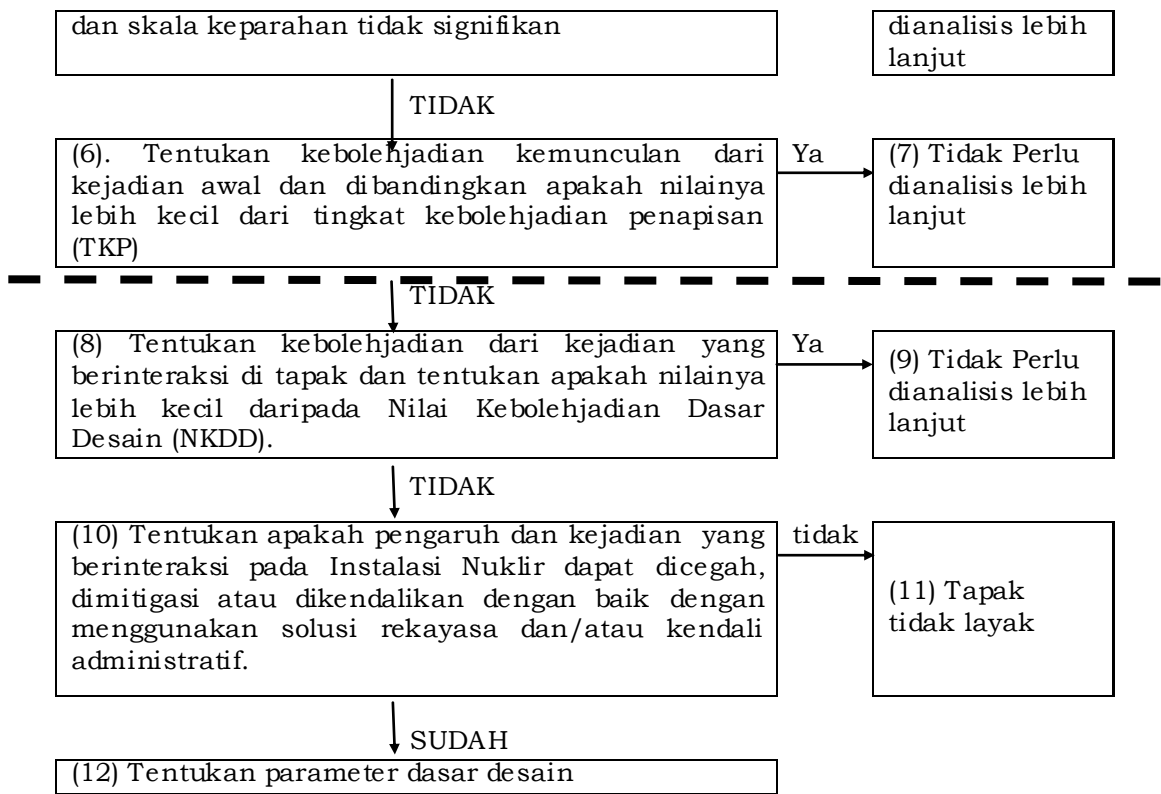 dan skala keparahan tidak signifikan
dianalisis lebih
lanjut
TIDAK
(6). Tentukan kebolehjadian kemunculan dari
kejadian awal dan dibandingkan apakah nilainya
lebih kecil dari tingkat kebolehjadian penapisan
(TKP)
Ya
(7) Tidak Perlu
dianalisis lebih
lanjut
TIDAK
(8) Tentukan kebolehjadian dari kejadian yang
berinteraksi di tapak dan tentukan apakah nilainya
lebih kecil daripada Nilai Kebolehjadian Dasar
Desain (NKDD).
Ya
(9) Tidak Perlu
dianalisis lebih
lanjut
TIDAK
(10) Tentukan apakah pengaruh dan kejadian yang
berinteraksi pada Instalasi Nuklir dapat dicegah,
dimitigasi atau dikendalikan dengan baik dengan
menggunakan solusi rekayasa dan/atau kendali
administratif.
tidak
(11) Tapak
tidak layak
SUDAH
(12) Tentukan parameter dasar desain